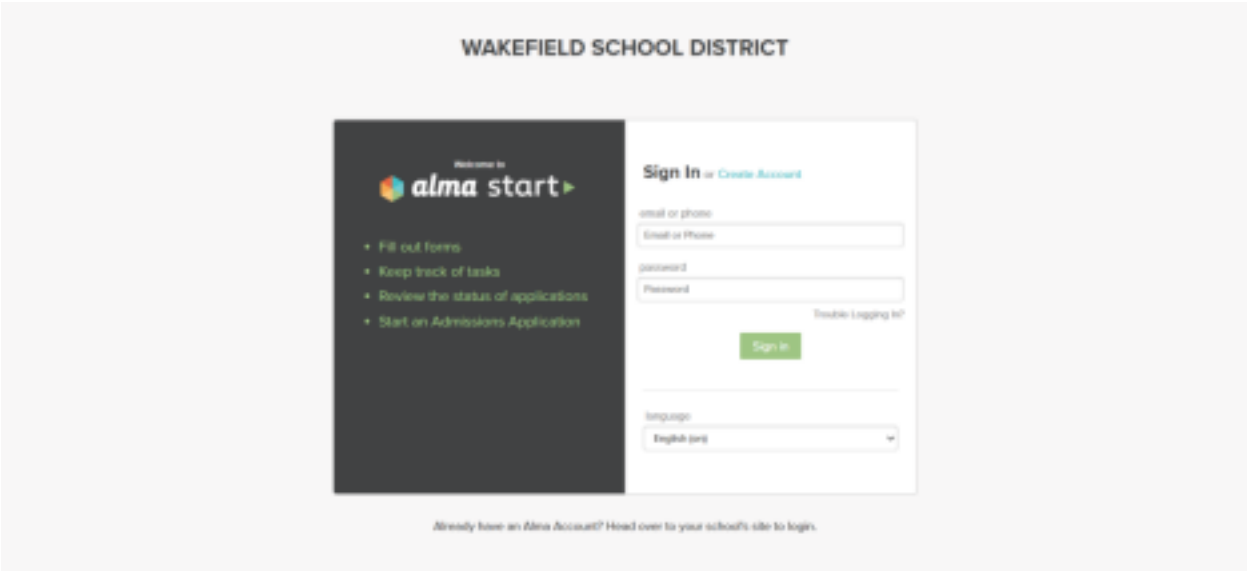 WAKEFIELD SCHOOL DISTRICT
Welcome to
alma start
• Fill out forms
• Keep track of tasks
• Review the status of applications
• Start an Admissions Application
Sign In or Create Account
email or phone
Email or Phone
password
Password
Trouble Logging In?
Sign in
language
English (en)
Already have an Alma Account? Head over to your school's site to login.